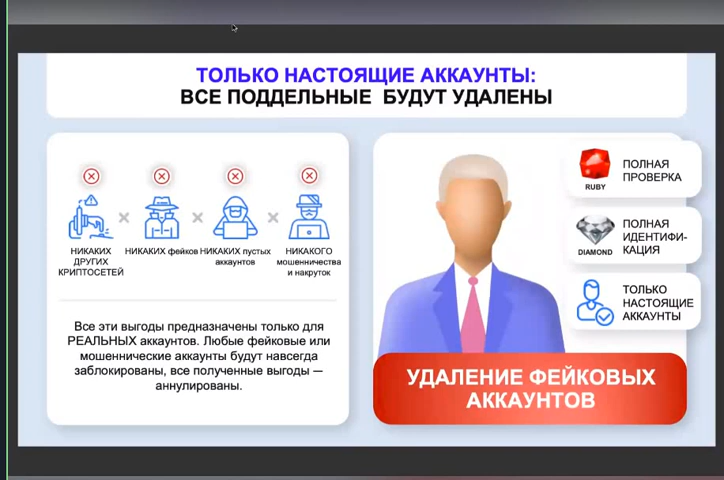 ТОЛЬКО НАСТОЯЩИЕ АККАУНТЫ:
ВСЕ ПОДДЕЛЬНЫЕ БУДУТ УДАЛЕНЫ
НИКАКИХ
ДРУГИХ
КРИПТОСЕТЕЙ
НИКАКИХ фейков
НИКАКИХ пустых
аккаунтов
НИКАКОГО
мошенничества
и накруток
Все эти выгоды предназначены только для
РЕАЛЬНЫХ аккаунтов. Любые фейковые или
мошеннические аккаунты будут навсегда
заблокированы, все полученные выгоды —
аннулированы.
RUBY
ПОЛНАЯ
ПРОВЕРКА
DIAMOND
ПОЛНАЯ
ИДЕНТИФИ-
КАЦИЯ
ТОЛЬКО
НАСТОЯЩИЕ
АККАУНТЫ
УДАЛЕНИЕ ФЕЙКОВЫХ
АККАУНТОВ